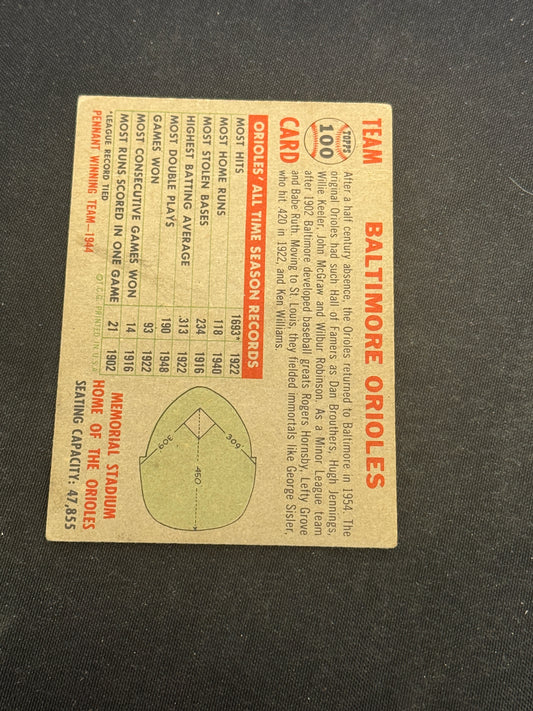 TEAM
TOPPS
100
CARD
BALTIMORE ORIOLES
After a half century absence, the Orioles returned to Baltimore in 1954. The
original Orioles had such Hall of Famers as Dan Brouthers, Hugh Jennings,
Willie Keeler, John McGraw and Wilbur Robinson. As a Minor League team
after 1902 Baltimore developed baseball greats Rogers Hornsby, Lefty Grove
and Babe Ruth. Moving to St. Louis, they fielded immortals like George Sisler,
who hit .420 in 1922, and Ken Williams.
ORIOLES' ALL TIME SEASON RECORDS
MOST HITS 1693* 1922
MOST HOME RUNS 118 1940
MOST STOLEN BASES 234 1916
HIGHEST BATTING AVERAGE .313 1922
MOST DOUBLE PLAYS 190 1948
GAMES WON 93 1922
MOST CONSECUTIVE GAMES WON 14 1916
MOST RUNS SCORED IN ONE GAME 21 1902
*LEAGUE RECORD TIED
©T.C.G. PRINTED IN U.S.A.
PENNANT WINNING TEAM—1944
309
450
309
MEMORIAL STADIUM
HOME OF THE ORIOLES
SEATING CAPACITY: 47,855